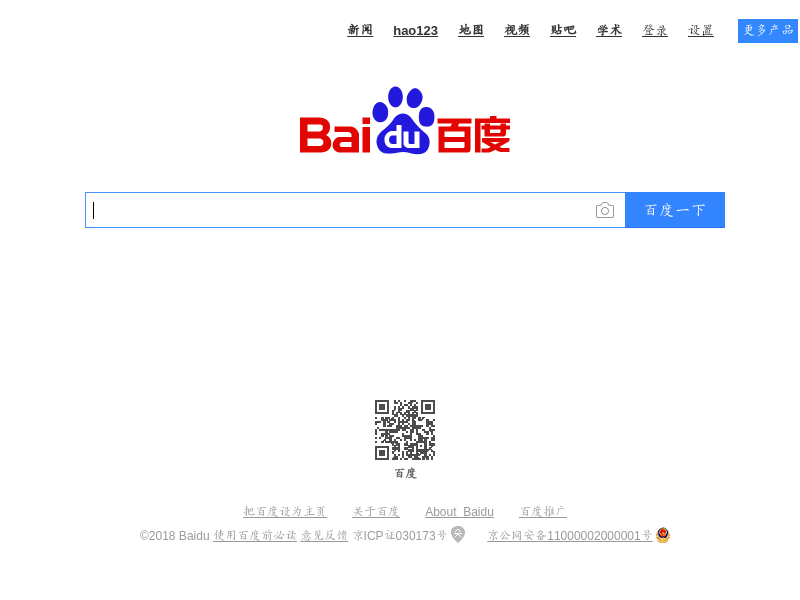 新闻 hao123 地图 视频 贴吧 学术 登录 设置 更多产品
Bai du 百度
百度一下
百度
把百度设为主页 关于百度 About Baidu 百度推广
©2018 Baidu 使用百度前必读 意见反馈 京ICP证030173号 京公网安备11000002000001号